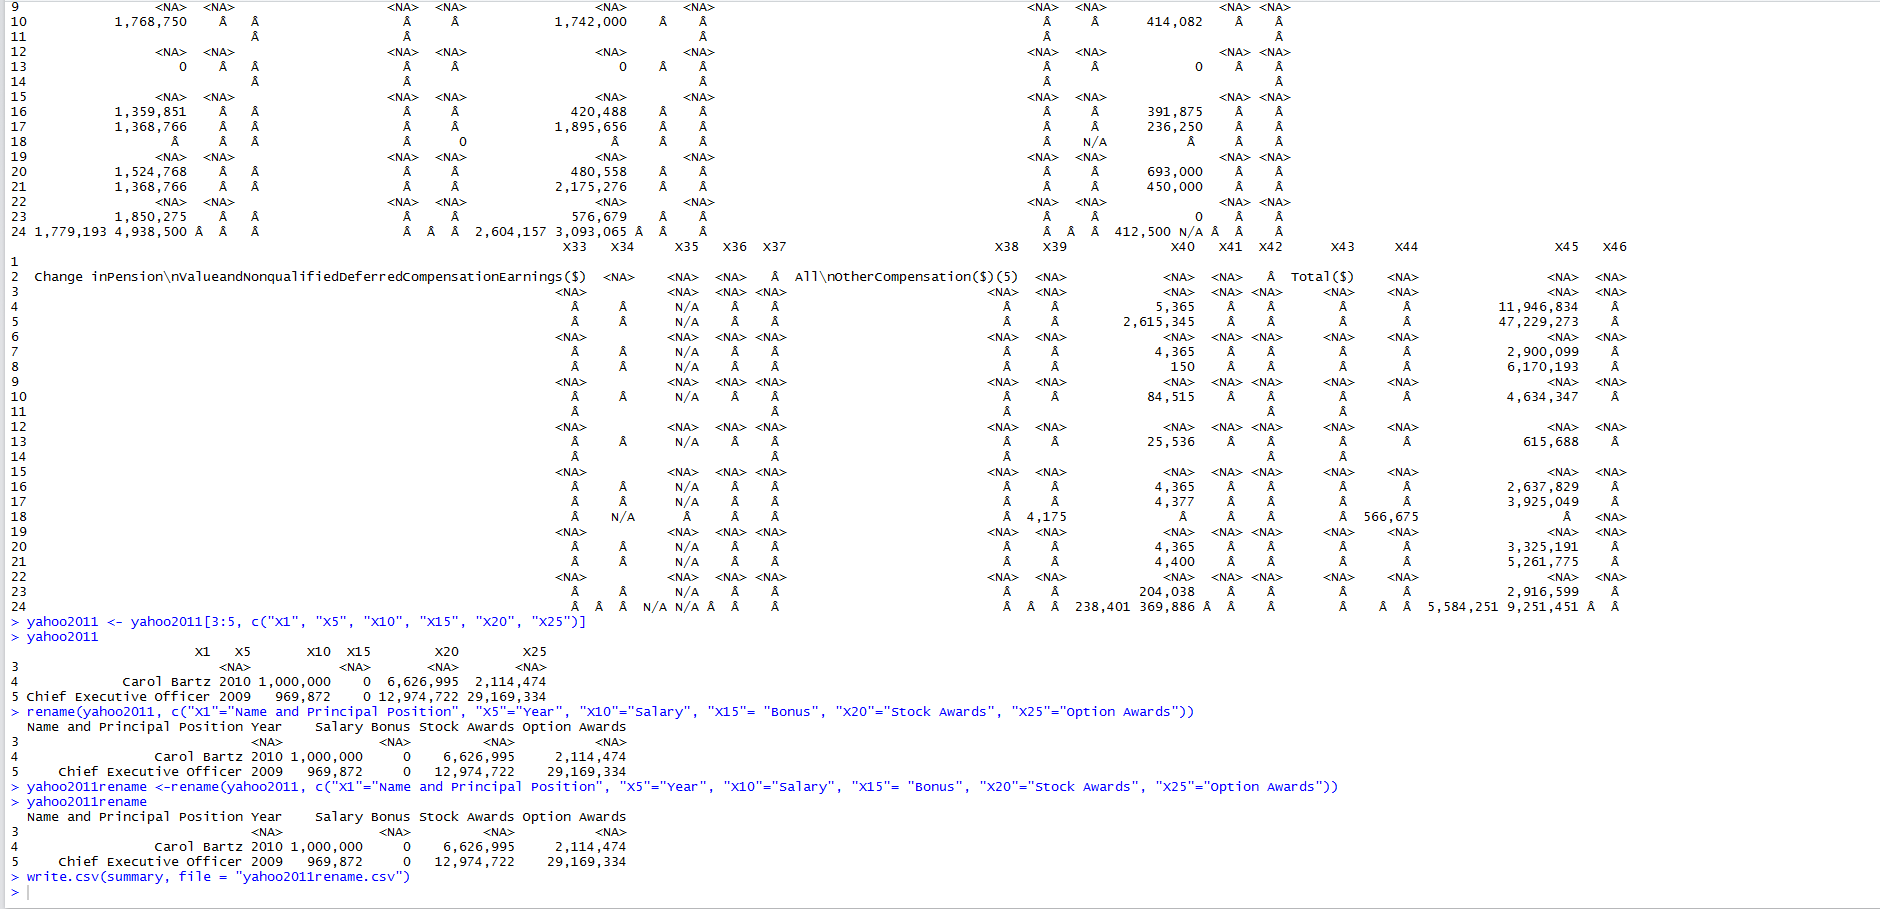 9 <NA> <NA> <NA> <NA> <NA> <NA> <NA> <NA> <NA> <NA>
10 1,768,750 Â Â Â Â 1,742,000 Â Â Â Â 414,082 Â Â
11 Â Â Â Â Â
12 <NA> <NA> <NA> <NA> <NA> <NA> <NA> <NA> <NA> <NA>
13 0 Â Â Â Â 0 Â Â Â Â 0 Â Â
14 Â Â Â Â Â
15 <NA> <NA> <NA> <NA> <NA> <NA> <NA> <NA> <NA> <NA>
16 1,359,851 Â Â Â Â 420,488 Â Â Â Â 391,875 Â Â
17 1,368,766 Â Â Â Â 1,895,656 Â Â Â Â 236,250 Â Â
18 Â Â Â Â 0 Â Â Â Â N/A Â Â Â
19 <NA> <NA> <NA> <NA> <NA> <NA> <NA> <NA> <NA> <NA>
20 1,524,768 Â Â Â Â 480,558 Â Â Â Â 693,000 Â Â
21 1,368,766 Â Â Â Â 2,175,276 Â Â Â Â 450,000 Â Â
22 <NA> <NA> <NA> <NA> <NA> <NA> <NA> <NA> <NA> <NA>
23 1,850,275 Â Â Â Â 576,679 Â Â Â Â 0 Â Â
24 1,779,193 4,938,500 Â Â Â Â Â Â 2,604,157 3,093,065 Â Â Â Â Â Â 412,500 N/A Â Â Â
X33 X34 X35 X36 X37 X38 X39 X40 X41 X42 X43 X44 X45 X46
1
2 Change inPension\nValueandNonqualifiedDeferredCompensationEarnings($) <NA> <NA> <NA> Â All\nOtherCompensation($)(5) <NA> <NA> <NA> Â Total($) <NA> <NA> <NA>
3 <NA> <NA> <NA> <NA> <NA> <NA> <NA> <NA> <NA> <NA> <NA> <NA> <NA>
4 Â Â N/A Â Â Â Â 5,365 Â Â Â Â 11,946,834 Â
5 Â Â N/A Â Â Â Â 2,615,345 Â Â Â Â 47,229,273 Â
6 <NA> <NA> <NA> <NA> <NA> <NA> <NA> <NA> <NA> <NA> <NA> <NA> <NA>
7 Â Â N/A Â Â Â Â 4,365 Â Â Â Â 2,900,099 Â
8 Â Â N/A Â Â Â Â 150 Â Â Â Â 6,170,193 Â
9 <NA> <NA> <NA> <NA> <NA> <NA> <NA> <NA> <NA> <NA> <NA> <NA> <NA>
10 Â Â N/A Â Â Â Â 84,515 Â Â Â Â 4,634,347 Â
11 Â Â Â Â Â
12 <NA> <NA> <NA> <NA> <NA> <NA> <NA> <NA> <NA> <NA> <NA> <NA> <NA>
13 Â Â N/A Â Â Â Â 25,536 Â Â Â Â 615,688 Â
14 Â Â Â Â Â
15 <NA> <NA> <NA> <NA> <NA> <NA> <NA> <NA> <NA> <NA> <NA> <NA> <NA>
16 Â Â N/A Â Â Â Â 4,365 Â Â Â Â 2,637,829 Â
17 Â Â N/A Â Â Â Â 4,377 Â Â Â Â 3,925,049 Â
18 Â N/A Â Â Â Â 4,175 Â Â Â Â 566,675 Â <NA>
19 <NA> <NA> <NA> <NA> <NA> <NA> <NA> <NA> <NA> <NA> <NA> <NA> <NA>
20 Â Â N/A Â Â Â Â 4,365 Â Â Â Â 3,325,191 Â
21 Â Â N/A Â Â Â Â 4,400 Â Â Â Â 5,261,775 Â
22 <NA> <NA> <NA> <NA> <NA> <NA> <NA> <NA> <NA> <NA> <NA> <NA> <NA>
23 Â Â N/A Â Â Â Â 204,038 Â Â Â Â 2,916,599 Â
24 Â Â Â N/A N/A Â Â Â Â Â Â 238,401 369,886 Â Â Â Â Â Â 5,584,251 9,251,451 Â Â
> yahoo2011 <- yahoo2011[3:5, c("X1", "X5", "X10", "X15", "X20", "X25")]
> yahoo2011
X1 X5 X10 X15 X20 X25
3 <NA> <NA> <NA> <NA>
4 Carol Bartz 2010 1,000,000 0 6,626,995 2,114,474
5 Chief Executive Officer 2009 969,872 0 12,974,722 29,169,334
> rename(yahoo2011, c("X1"="Name and Principal Position", "X5"="Year", "X10"="Salary", "X15"= "Bonus", "X20"="Stock Awards", "X25"="Option Awards"))
Name and Principal Position Year Salary Bonus Stock Awards Option Awards
3 <NA> <NA> <NA> <NA>
4 Carol Bartz 2010 1,000,000 0 6,626,995 2,114,474
5 Chief Executive Officer 2009 969,872 0 12,974,722 29,169,334
> yahoo2011rename <-rename(yahoo2011, c("X1"="Name and Principal Position", "X5"="Year", "X10"="Salary", "X15"= "Bonus", "X20"="Stock Awards", "X25"="Option Awards"))
> yahoo2011rename
Name and Principal Position Year Salary Bonus Stock Awards Option Awards
3 <NA> <NA> <NA> <NA>
4 Carol Bartz 2010 1,000,000 0 6,626,995 2,114,474
5 Chief Executive Officer 2009 969,872 0 12,974,722 29,169,334
> write.csv(summary, file = "yahoo2011rename.csv")
>